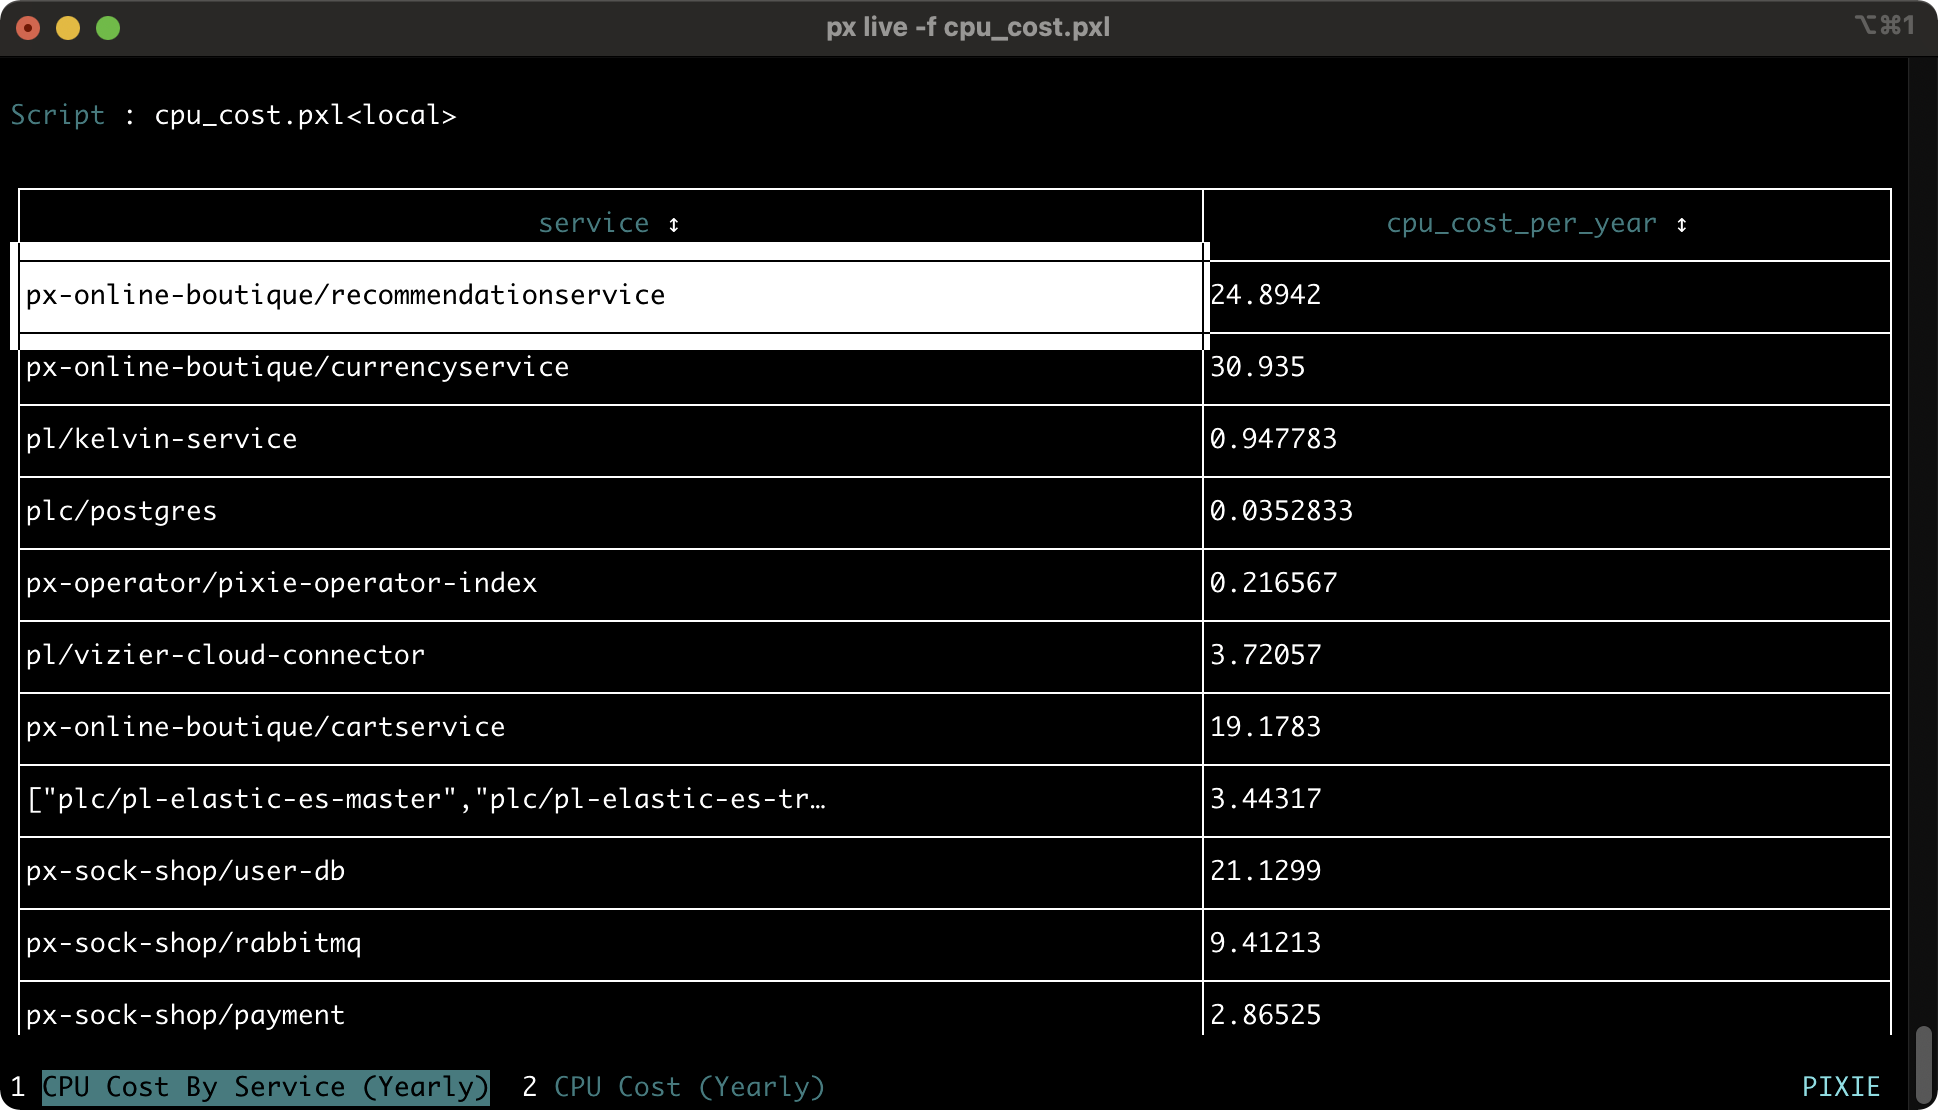 px live -f cpu_cost.pxl ⌥⌘1
Script : cpu_cost.pxl<local>
service ↕ cpu_cost_per_year ↕
px-online-boutique/recommendationservice 24.8942
px-online-boutique/currencyservice 30.935
pl/kelvin-service 0.947783
plc/postgres 0.0352833
px-operator/pixie-operator-index 0.216567
pl/vizier-cloud-connector 3.72057
px-online-boutique/cartservice 19.1783
["plc/pl-elastic-es-master","plc/pl-elastic-es-tr… 3.44317
px-sock-shop/user-db 21.1299
px-sock-shop/rabbitmq 9.41213
px-sock-shop/payment 2.86525
1 CPU Cost By Service (Yearly) 2 CPU Cost (Yearly) PIXIE